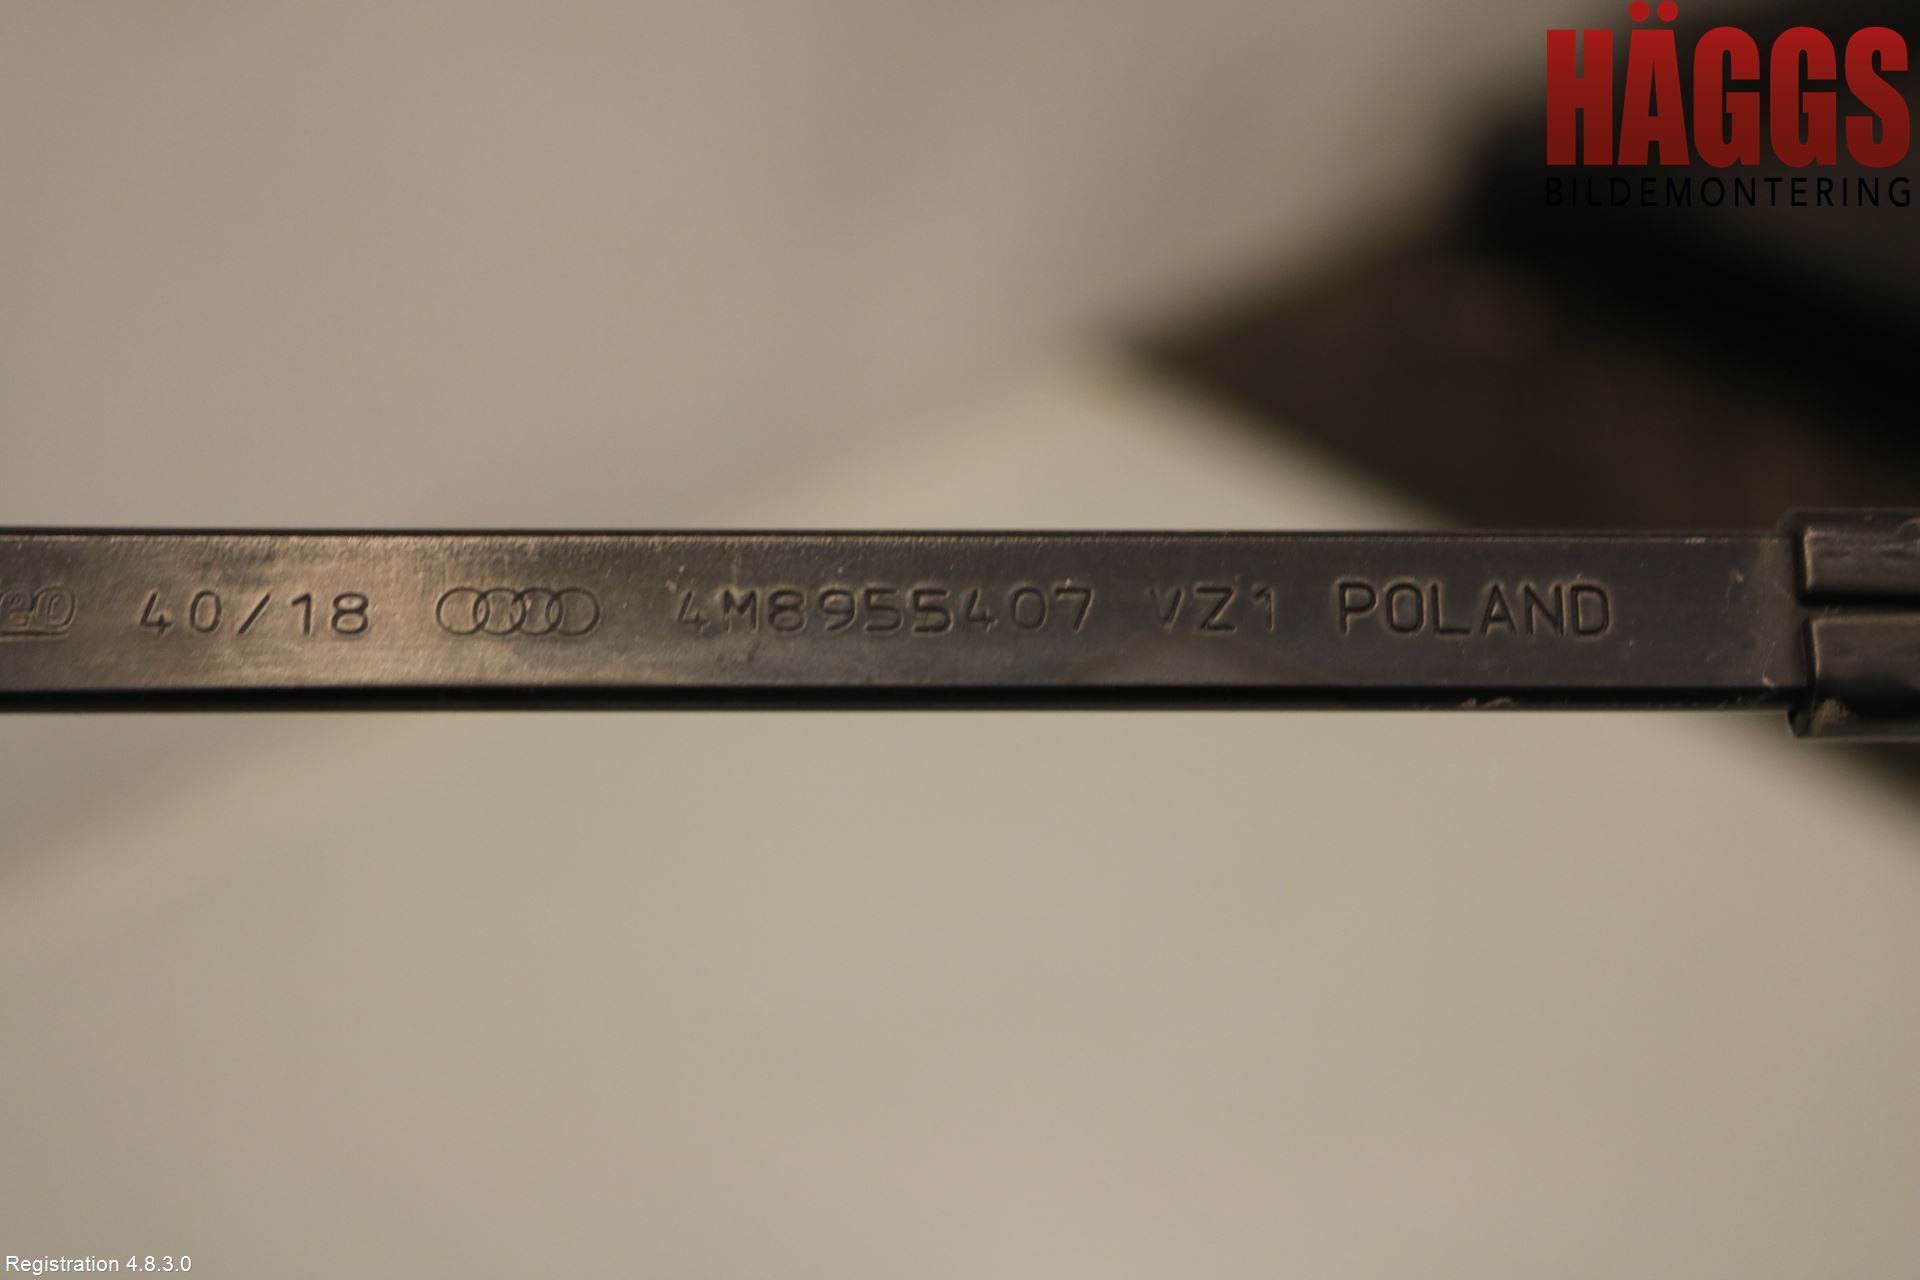 HÄGGS
BILDEMONTERING
40/18 4M8955407 VZ1 POLAND
Registration 4.8.3.0